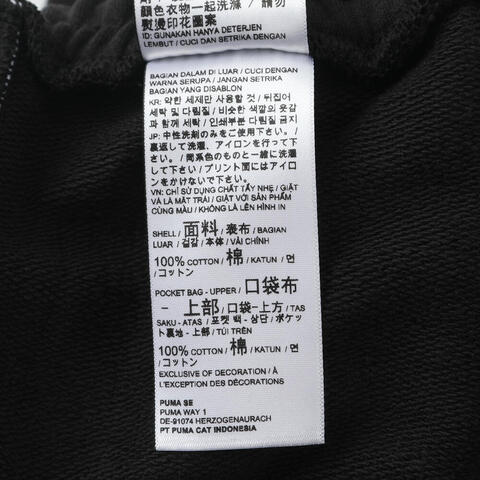 顏色衣物一起洗滌 / 請勿
熨燙印花圖案
ID: GUNAKAN HANYA DETERJEN
LEMBUT / CUCI DAN SETRIKA DENGAN
BAGIAN DALAM DI LUAR / CUCI DENGAN
WARNA SERUPA / JANGAN SETRIKA
BAGIAN YANG DISABLON
KR: 약한 세제만 사용할 것 / 뒤집어
세탁 및 다림질 / 비슷한 색깔의 옷감
과 함께 세탁 / 인쇄부분 다림질 금지
JP: 中性洗剤のみをご使用下さい。/
裏返して洗濯、アイロンを行って下さ
い。/ 同系色のものと一緒に洗濯
して下さい / プリント面にはアイロ
ンをかけないで下さい。
VN: CHỈ SỬ DỤNG CHẤT TẨY NHẸ / GIẶT
VÀ LÀ MẶT TRÁI / GIẶT VỚI SẢN PHẨM
CÙNG MÀU / KHÔNG LÀ LÊN HÌNH IN
SHELL / 面料 / 表布 / BAGIAN
LUAR / 겉감 / 本体 / VẢI CHÍNH
100% COTTON / 棉 / KATUN / 면
/ コットン
POCKET BAG - UPPER / 口袋布
- 上部 / 口袋-上方 / TAS
SAKU - ATAS / 포켓 백 - 상단 / ポケッ
ト裏地 - 上部 / TÚI TRÊN
100% COTTON / 棉 / KATUN / 면
/ コットン
EXCLUSIVE OF DECORATION / À
L'EXCEPTION DES DÉCORATIONS
PUMA SE
PUMA WAY 1
DE-91074 HERZOGENAURACH
PT PUMA CAT INDONESIA